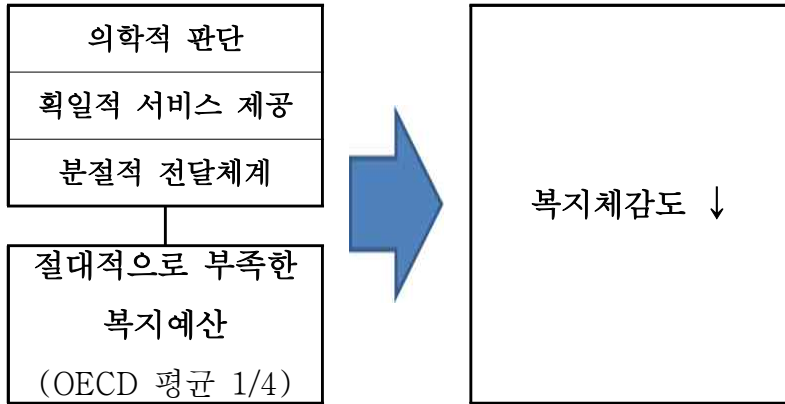 의학적 판단
획일적 서비스 제공
분절적 전달체계
절대적으로 부족한
복지예산
(OECD 평균 1/4)
복지체감도 ↓